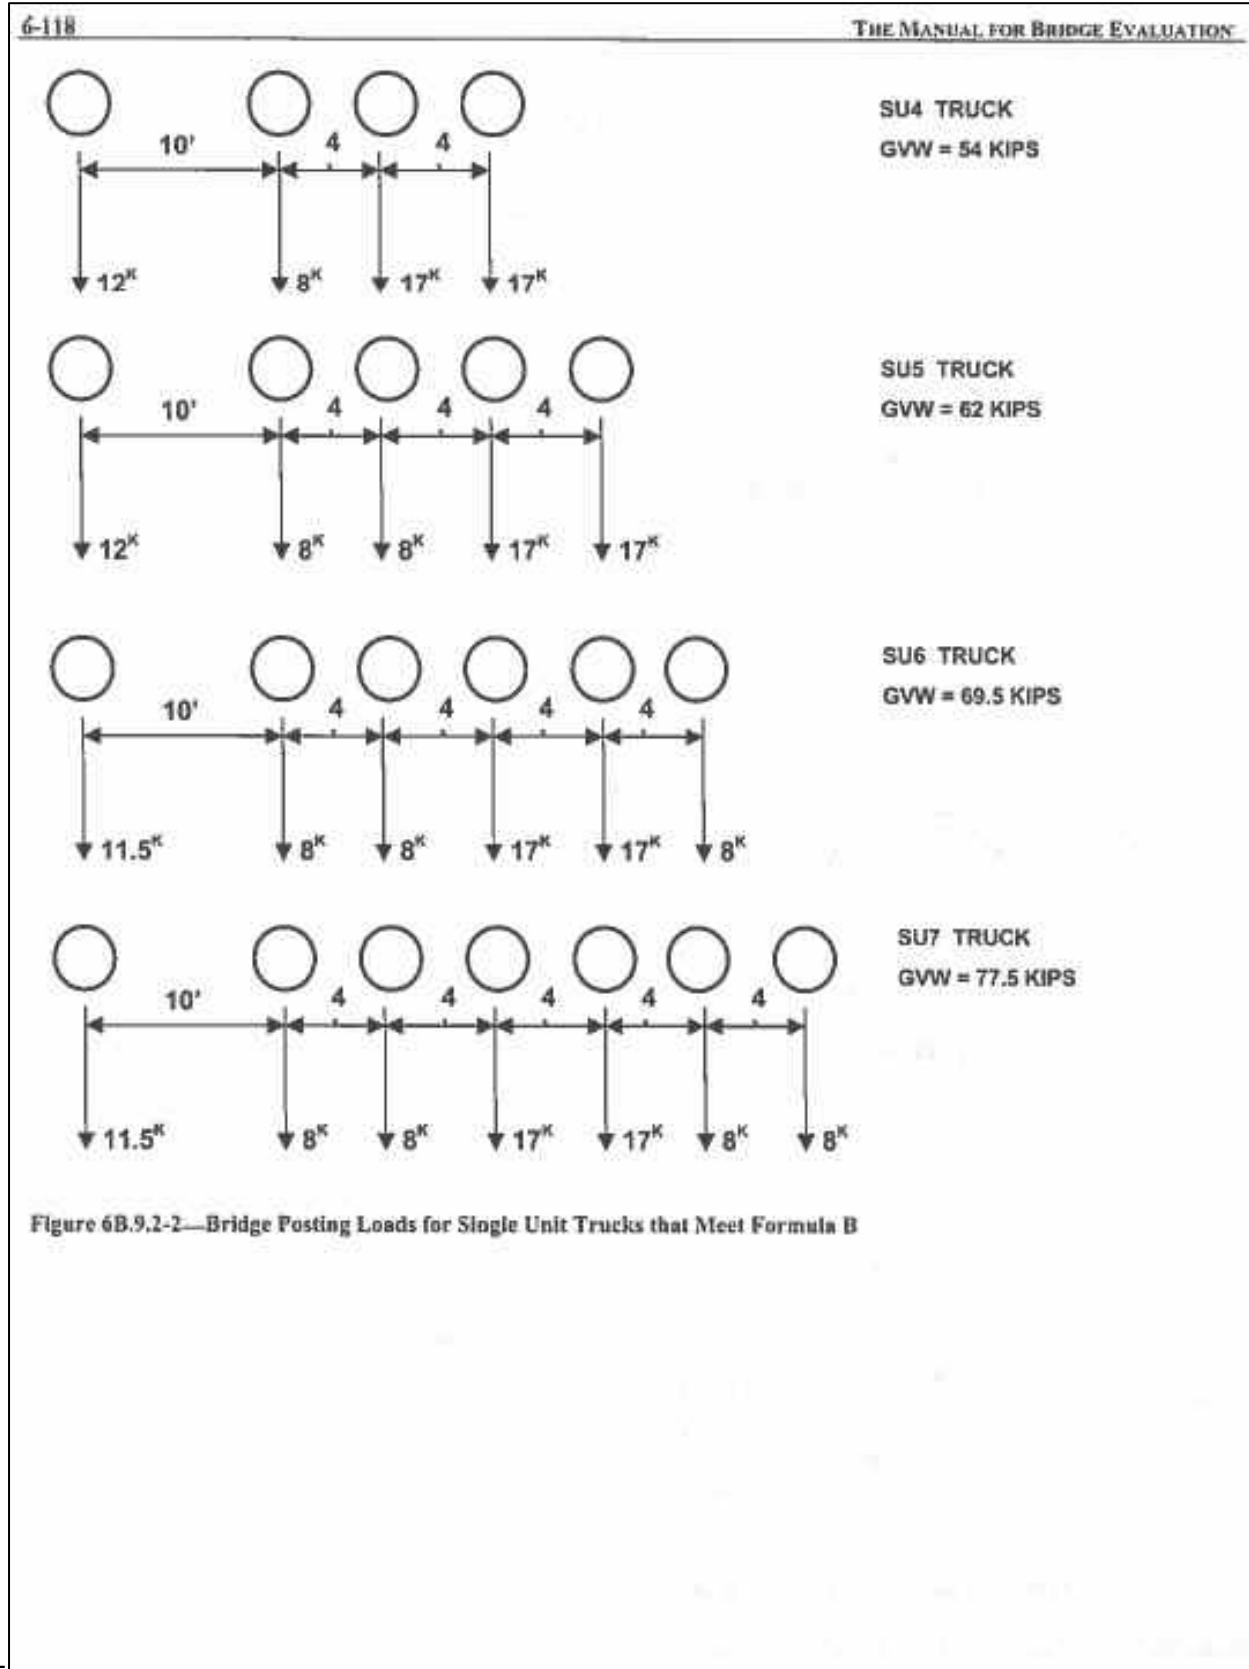 6-118 THE MANUAL FOR BRIDGE EVALUATION
SU4 TRUCK
GVW = 54 KIPS
10' 4' 4'
12K 8K 17K 17K
SU5 TRUCK
GVW = 62 KIPS
10' 4' 4' 4'
12K 8K 8K 17K 17K
SU6 TRUCK
GVW = 69.5 KIPS
10' 4' 4' 4' 4'
11.5K 8K 8K 17K 17K 8K
SU7 TRUCK
GVW = 77.5 KIPS
10' 4' 4' 4' 4' 4'
11.5K 8K 8K 17K 17K 8K 8K
Figure 6B.9.2-2—Bridge Posting Loads for Single Unit Trucks that Meet Formula B